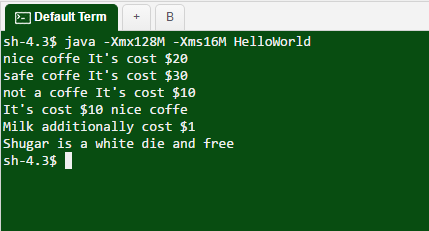 Default Term + B
sh-4.3$ java -Xmx128M -Xms16M HelloWorld
nice coffe It's cost $20
safe coffe It's cost $30
not a coffe It's cost $10
It's cost $10 nice coffe
Milk additionally cost $1
Shugar is a white die and free
sh-4.3$